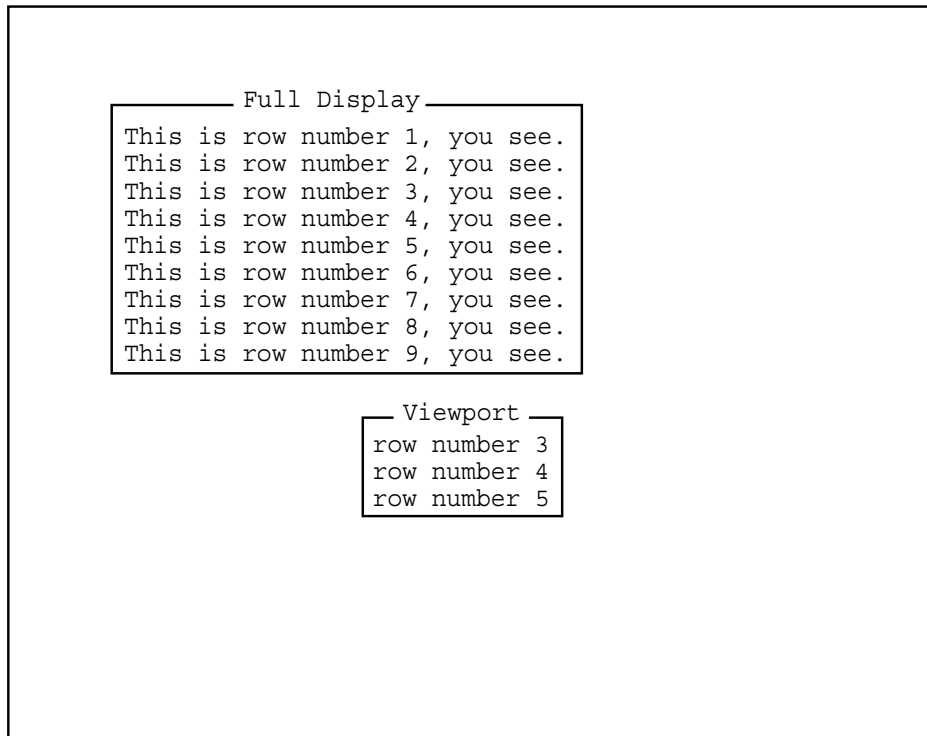 Full Display
This is row number 1, you see.
This is row number 2, you see.
This is row number 3, you see.
This is row number 4, you see.
This is row number 5, you see.
This is row number 6, you see.
This is row number 7, you see.
This is row number 8, you see.
This is row number 9, you see.
Viewport
row number 3
row number 4
row number 5